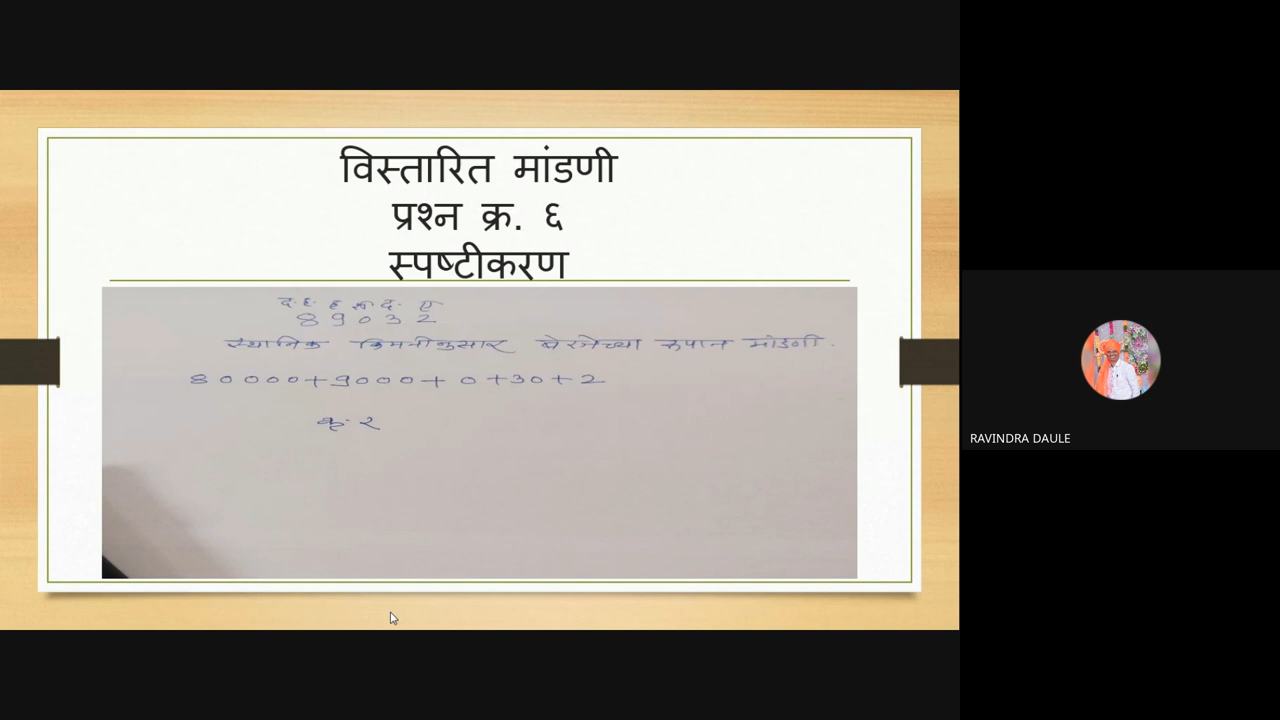 विस्तारित मांडणी
प्रश्न क्र. ६
स्पष्टीकरण
द.ह. ह श. द. ए
89032
स्थानिक किमतीनुसार बेरजेच्या रुपात मांडणी.
80000+9000+0+30+2
क्र. २
RAVINDRA DAULE